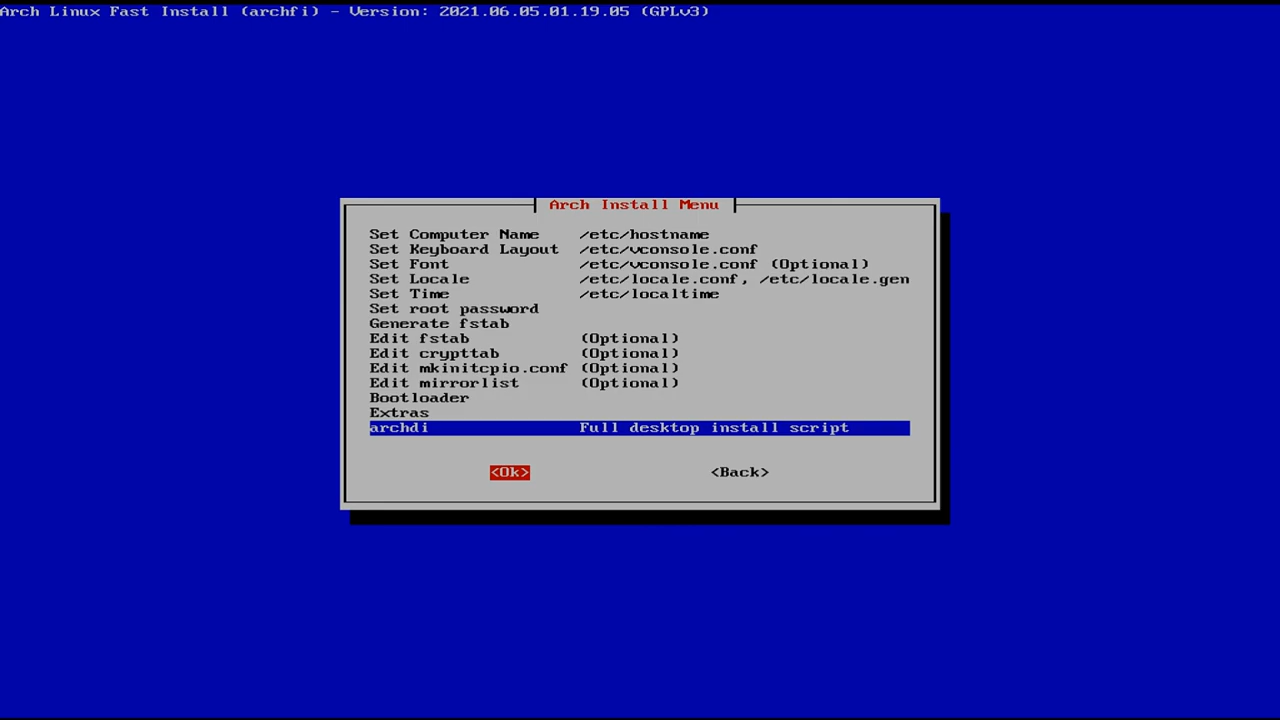 Arch Linux Fast Install (archfi) - Version: 2021.06.05.01.19.05 (GPLv3)
Arch Install Menu
Set Computer Name /etc/hostname
Set Keyboard Layout /etc/vconsole.conf
Set Font /etc/vconsole.conf (Optional)
Set Locale /etc/locale.conf, /etc/locale.gen
Set Time /etc/localtime
Set root password
Generate fstab
Edit fstab (Optional)
Edit crypttab (Optional)
Edit mkinitcpio.conf (Optional)
Edit mirrorlist (Optional)
Bootloader
Extras
archdi Full desktop install script
<Ok> <Back>